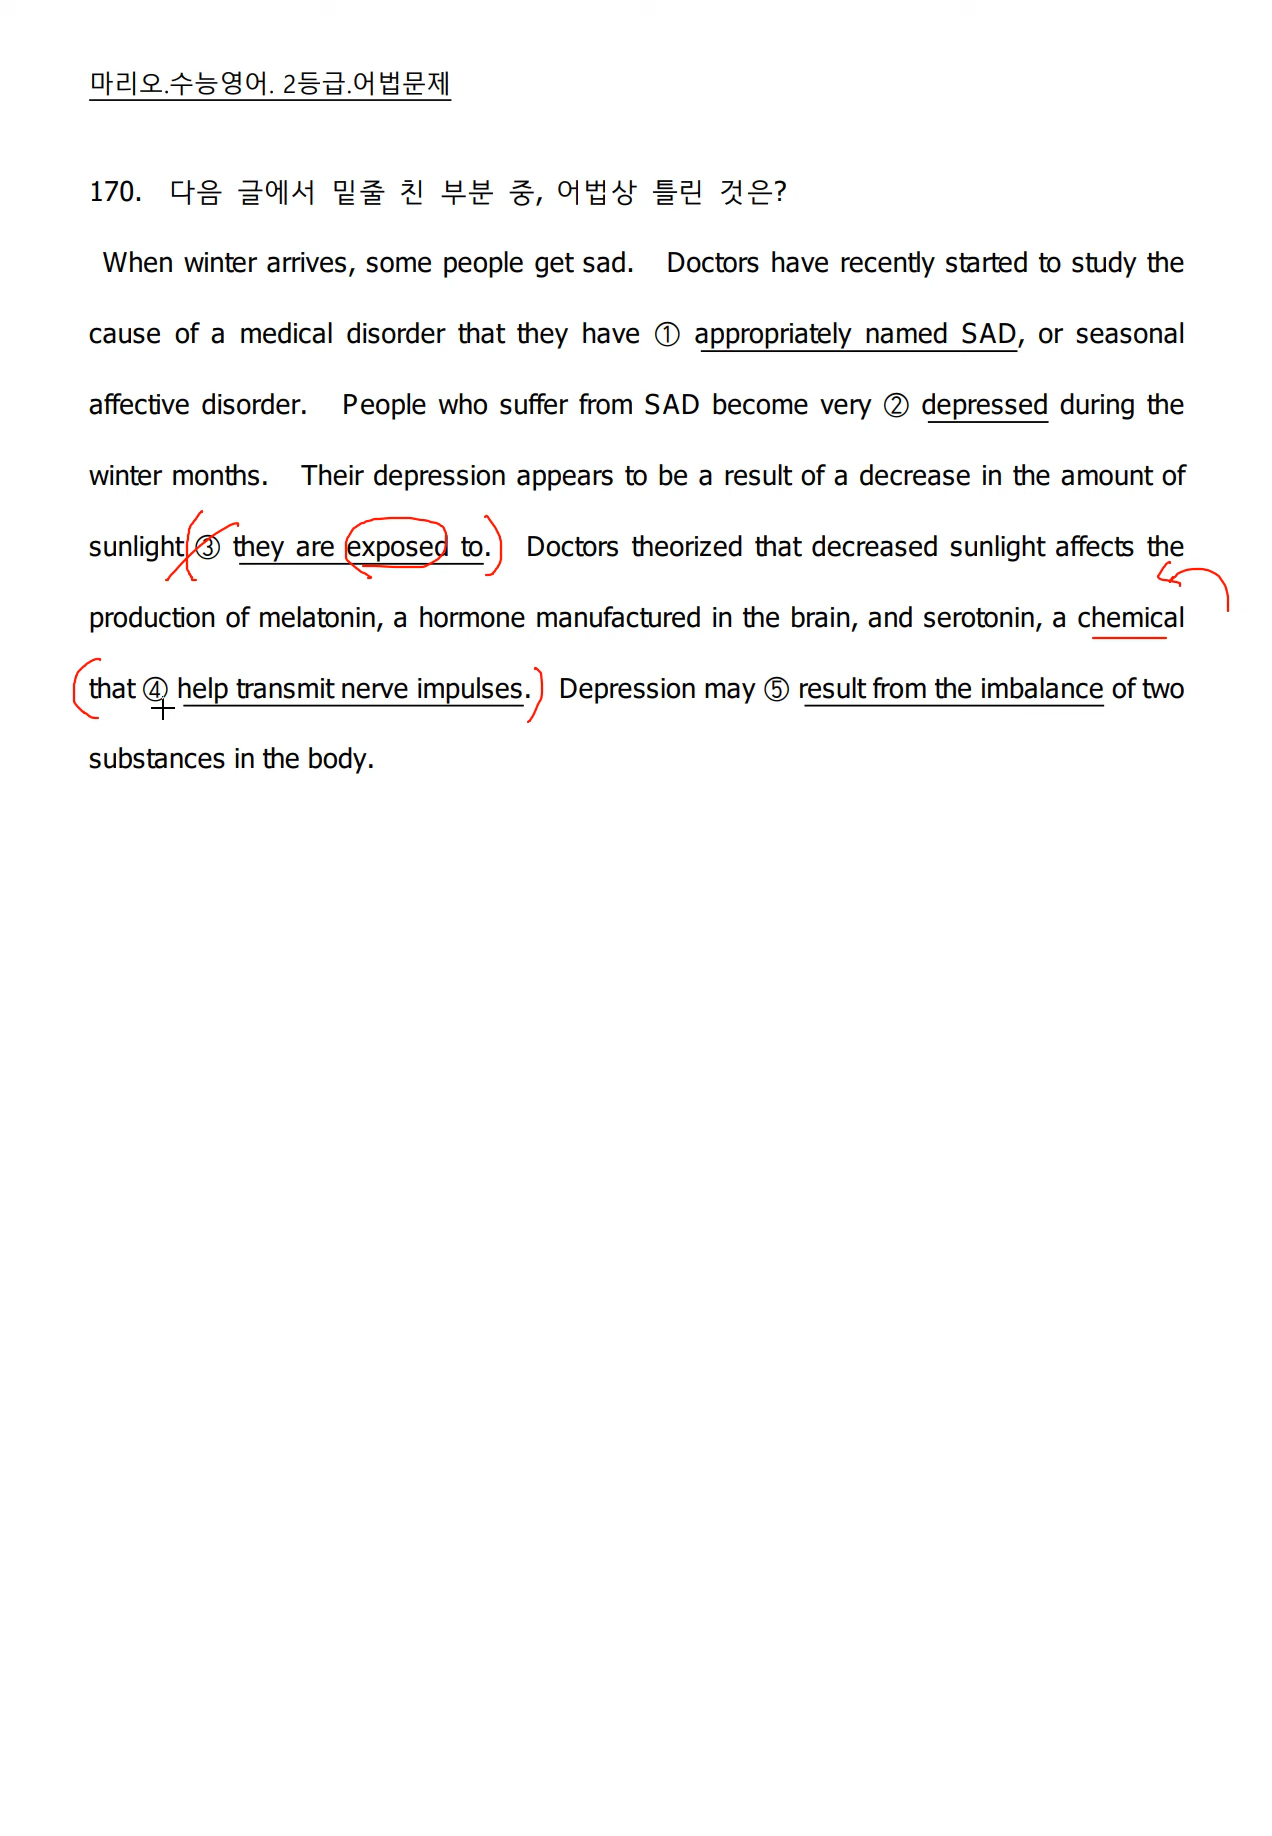 마리오.수능영어. 2등급.어법문제
170. 다음 글에서 밑줄 친 부분 중, 어법상 틀린 것은?
When winter arrives, some people get sad. Doctors have recently started to study the
cause of a medical disorder that they have ① appropriately named SAD, or seasonal
affective disorder. People who suffer from SAD become very ② depressed during the
winter months. Their depression appears to be a result of a decrease in the amount of
sunlight ③ they are exposed to. Doctors theorized that decreased sunlight affects the
production of melatonin, a hormone manufactured in the brain, and serotonin, a chemical
that ④ help transmit nerve impulses. Depression may ⑤ result from the imbalance of two
substances in the body.